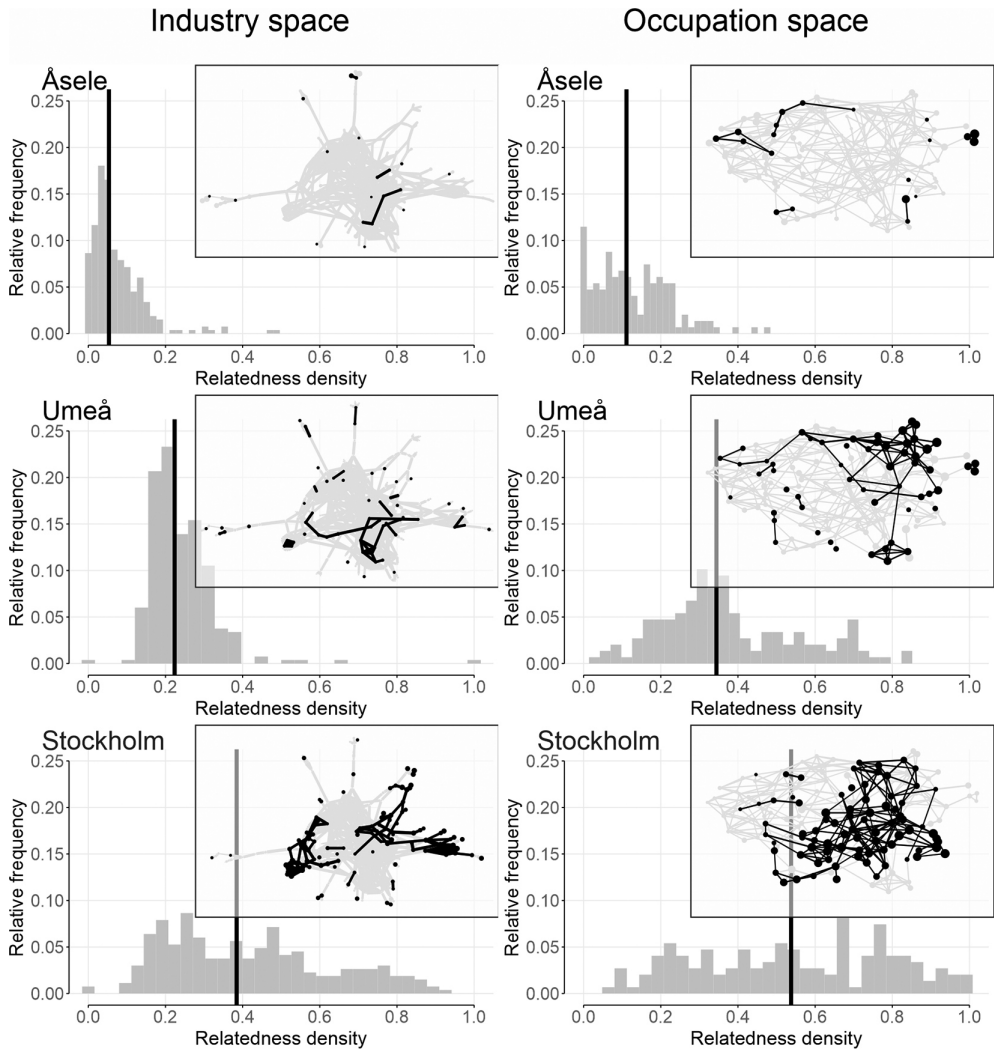 Industry space
Occupation space
Åsele
Relative frequency
0.25
0.20
0.15
0.10
0.05
0.00
0.0 0.2 0.4 0.6 0.8 1.0
Relatedness density
Åsele
Relative frequency
0.25
0.20
0.15
0.10
0.05
0.00
0.0 0.2 0.4 0.6 0.8 1.0
Relatedness density
Umeå
Relative frequency
0.25
0.20
0.15
0.10
0.05
0.00
0.0 0.2 0.4 0.6 0.8 1.0
Relatedness density
Umeå
Relative frequency
0.25
0.20
0.15
0.10
0.05
0.00
0.0 0.2 0.4 0.6 0.8 1.0
Relatedness density
Stockholm
Relative frequency
0.25
0.20
0.15
0.10
0.05
0.00
0.0 0.2 0.4 0.6 0.8 1.0
Relatedness density
Stockholm
Relative frequency
0.25
0.20
0.15
0.10
0.05
0.00
0.0 0.2 0.4 0.6 0.8 1.0
Relatedness density